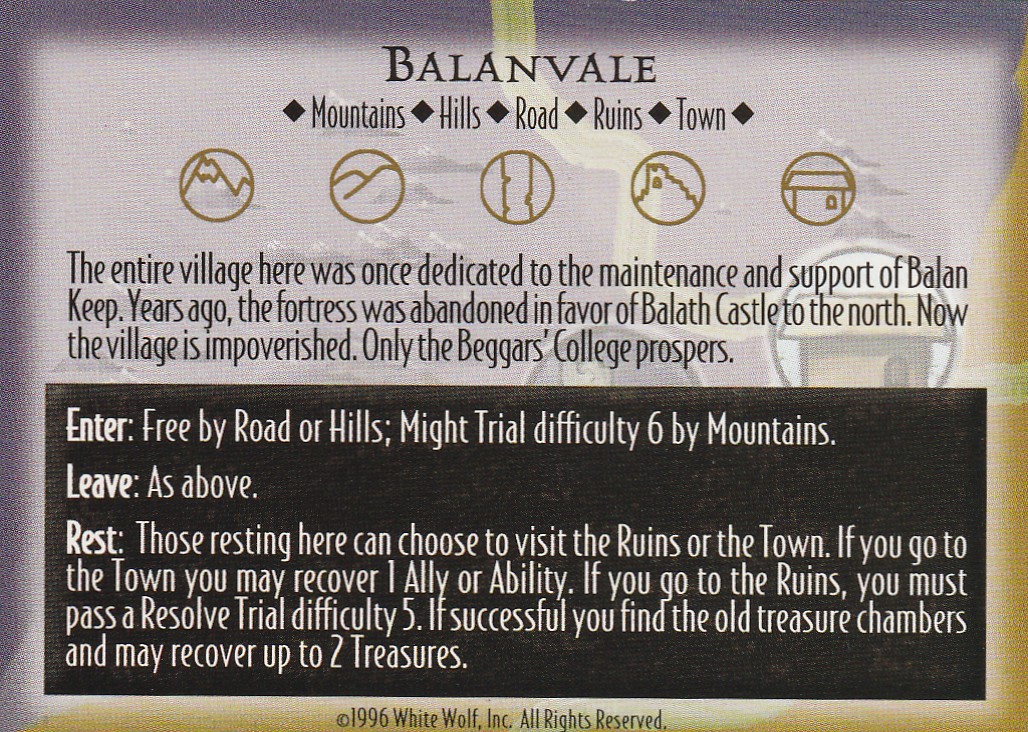 BALANVALE
◆ Mountains ◆ Hills ◆ Road ◆ Ruins ◆ Town ◆
The entire village here was once dedicated to the maintenance and support of Balan
Keep. Years ago, the fortress was abandoned in favor of Balath Castle to the north. Now
the village is impoverished. Only the Beggars' College prospers.
Enter: Free by Road or Hills; Might Trial difficulty 6 by Mountains.
Leave: As above.
Rest: Those resting here can choose to visit the Ruins or the Town. If you go to
the Town you may recover 1 Ally or Ability. If you go to the Ruins, you must
pass a Resolve Trial difficulty 5. If successful you find the old treasure chambers
and may recover up to 2 Treasures.
©1996 White Wolf, Inc. All Rights Reserved.